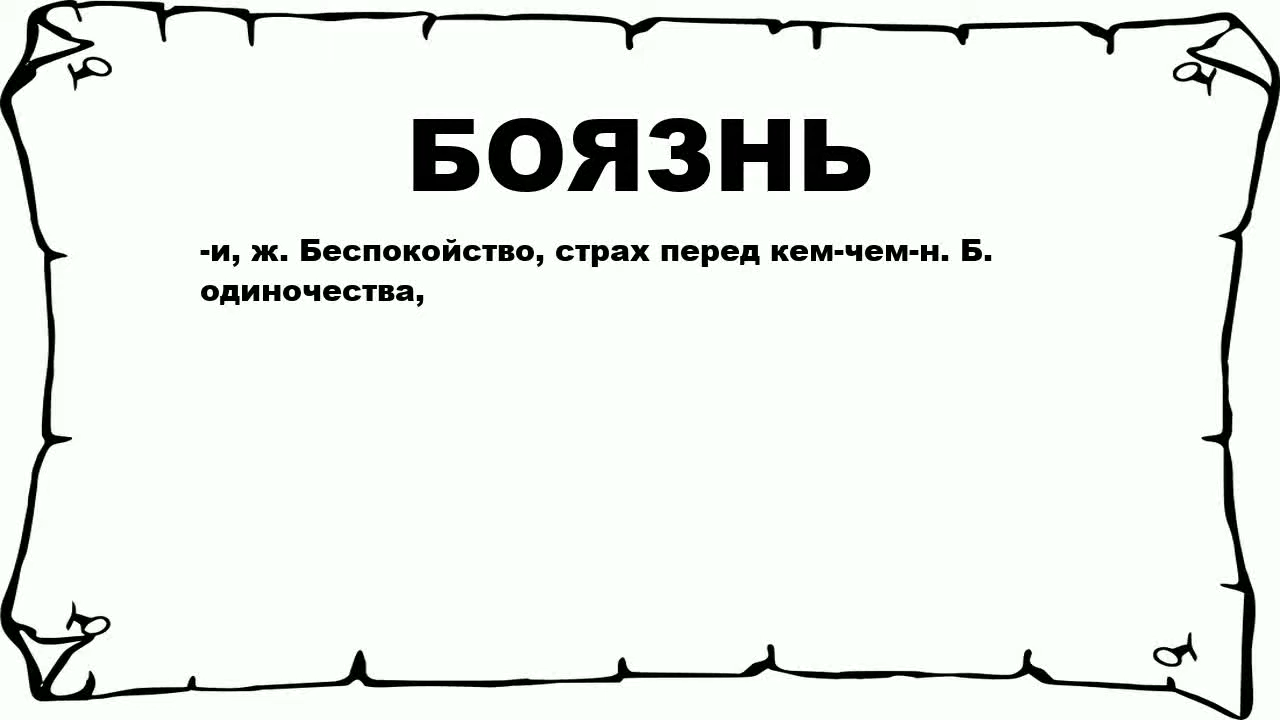 БОЯЗНЬ
-и, ж. Беспокойство, страх перед кем-чем-н. Б.
одиночества,